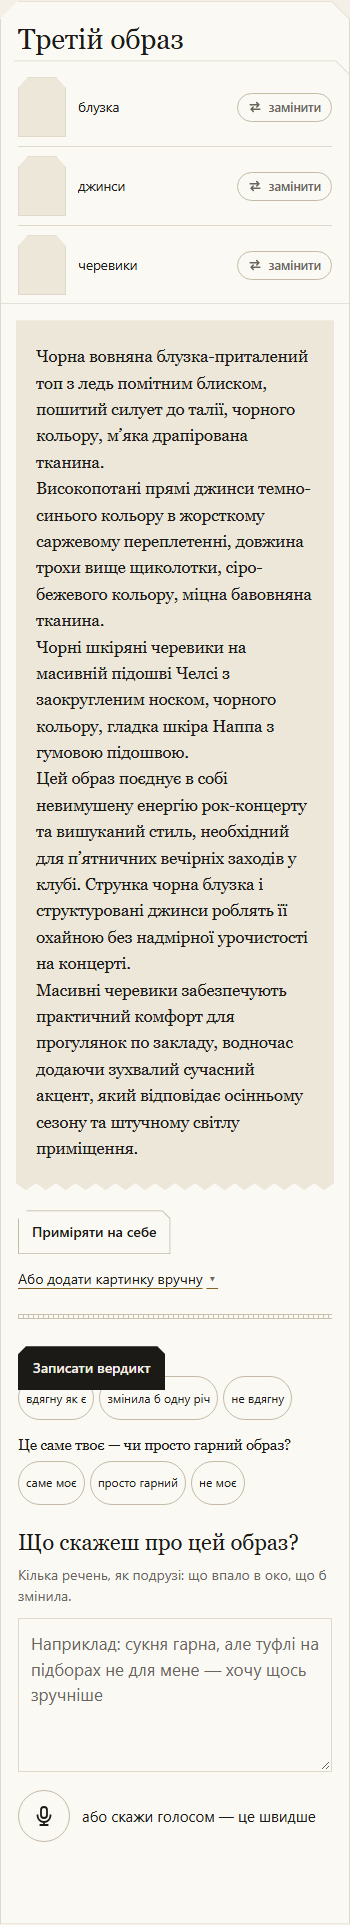 Третій образ
блузка
замінити
джинси
замінити
черевики
замінити
Чорна вовняна блузка-приталений
топ з ледь помітним блиском,
пошитий силует до талії, чорного
кольору, м’яка драпірована
тканина.
Високопотані прямі джинси темно-
синього кольору в жорсткому
саржевому переплетенні, довжина
трохи вище щиколотки, сіро-
бежевого кольору, міцна бавовняна
тканина.
Чорні шкіряні черевики на
масивній підошві Челсі з
заокругленим носком, чорного
кольору, гладка шкіра Наппа з
гумовою підошвою.
Цей образ поєднує в собі
невимушену енергію рок-концерту
та вишуканий стиль, необхідний
для п’ятничних вечірніх заходів у
клубі. Струнка чорна блузка і
структуровані джинси роблять її
охайною без надмірної урочистості
на концерті.
Масивні черевики забезпечують
практичний комфорт для
прогулянок по закладу, водночас
додаючи зухвалий сучасний
акцент, який відповідає осінньому
сезону та штучному світлу
приміщення.
Приміряти на себе
Або додати картинку вручну
Записати вердикт
вдягну як є
змінила б одну річ
не вдягну
Це саме твоє — чи просто гарний образ?
саме моє
просто гарний
не моє
Що скажеш про цей образ?
Кілька речень, як подрузі: що впало в око, що б
змінила.
Наприклад: сукня гарна, але туфлі на
підборах не для мене — хочу щось
зручніше
або скажи голосом — це швидше